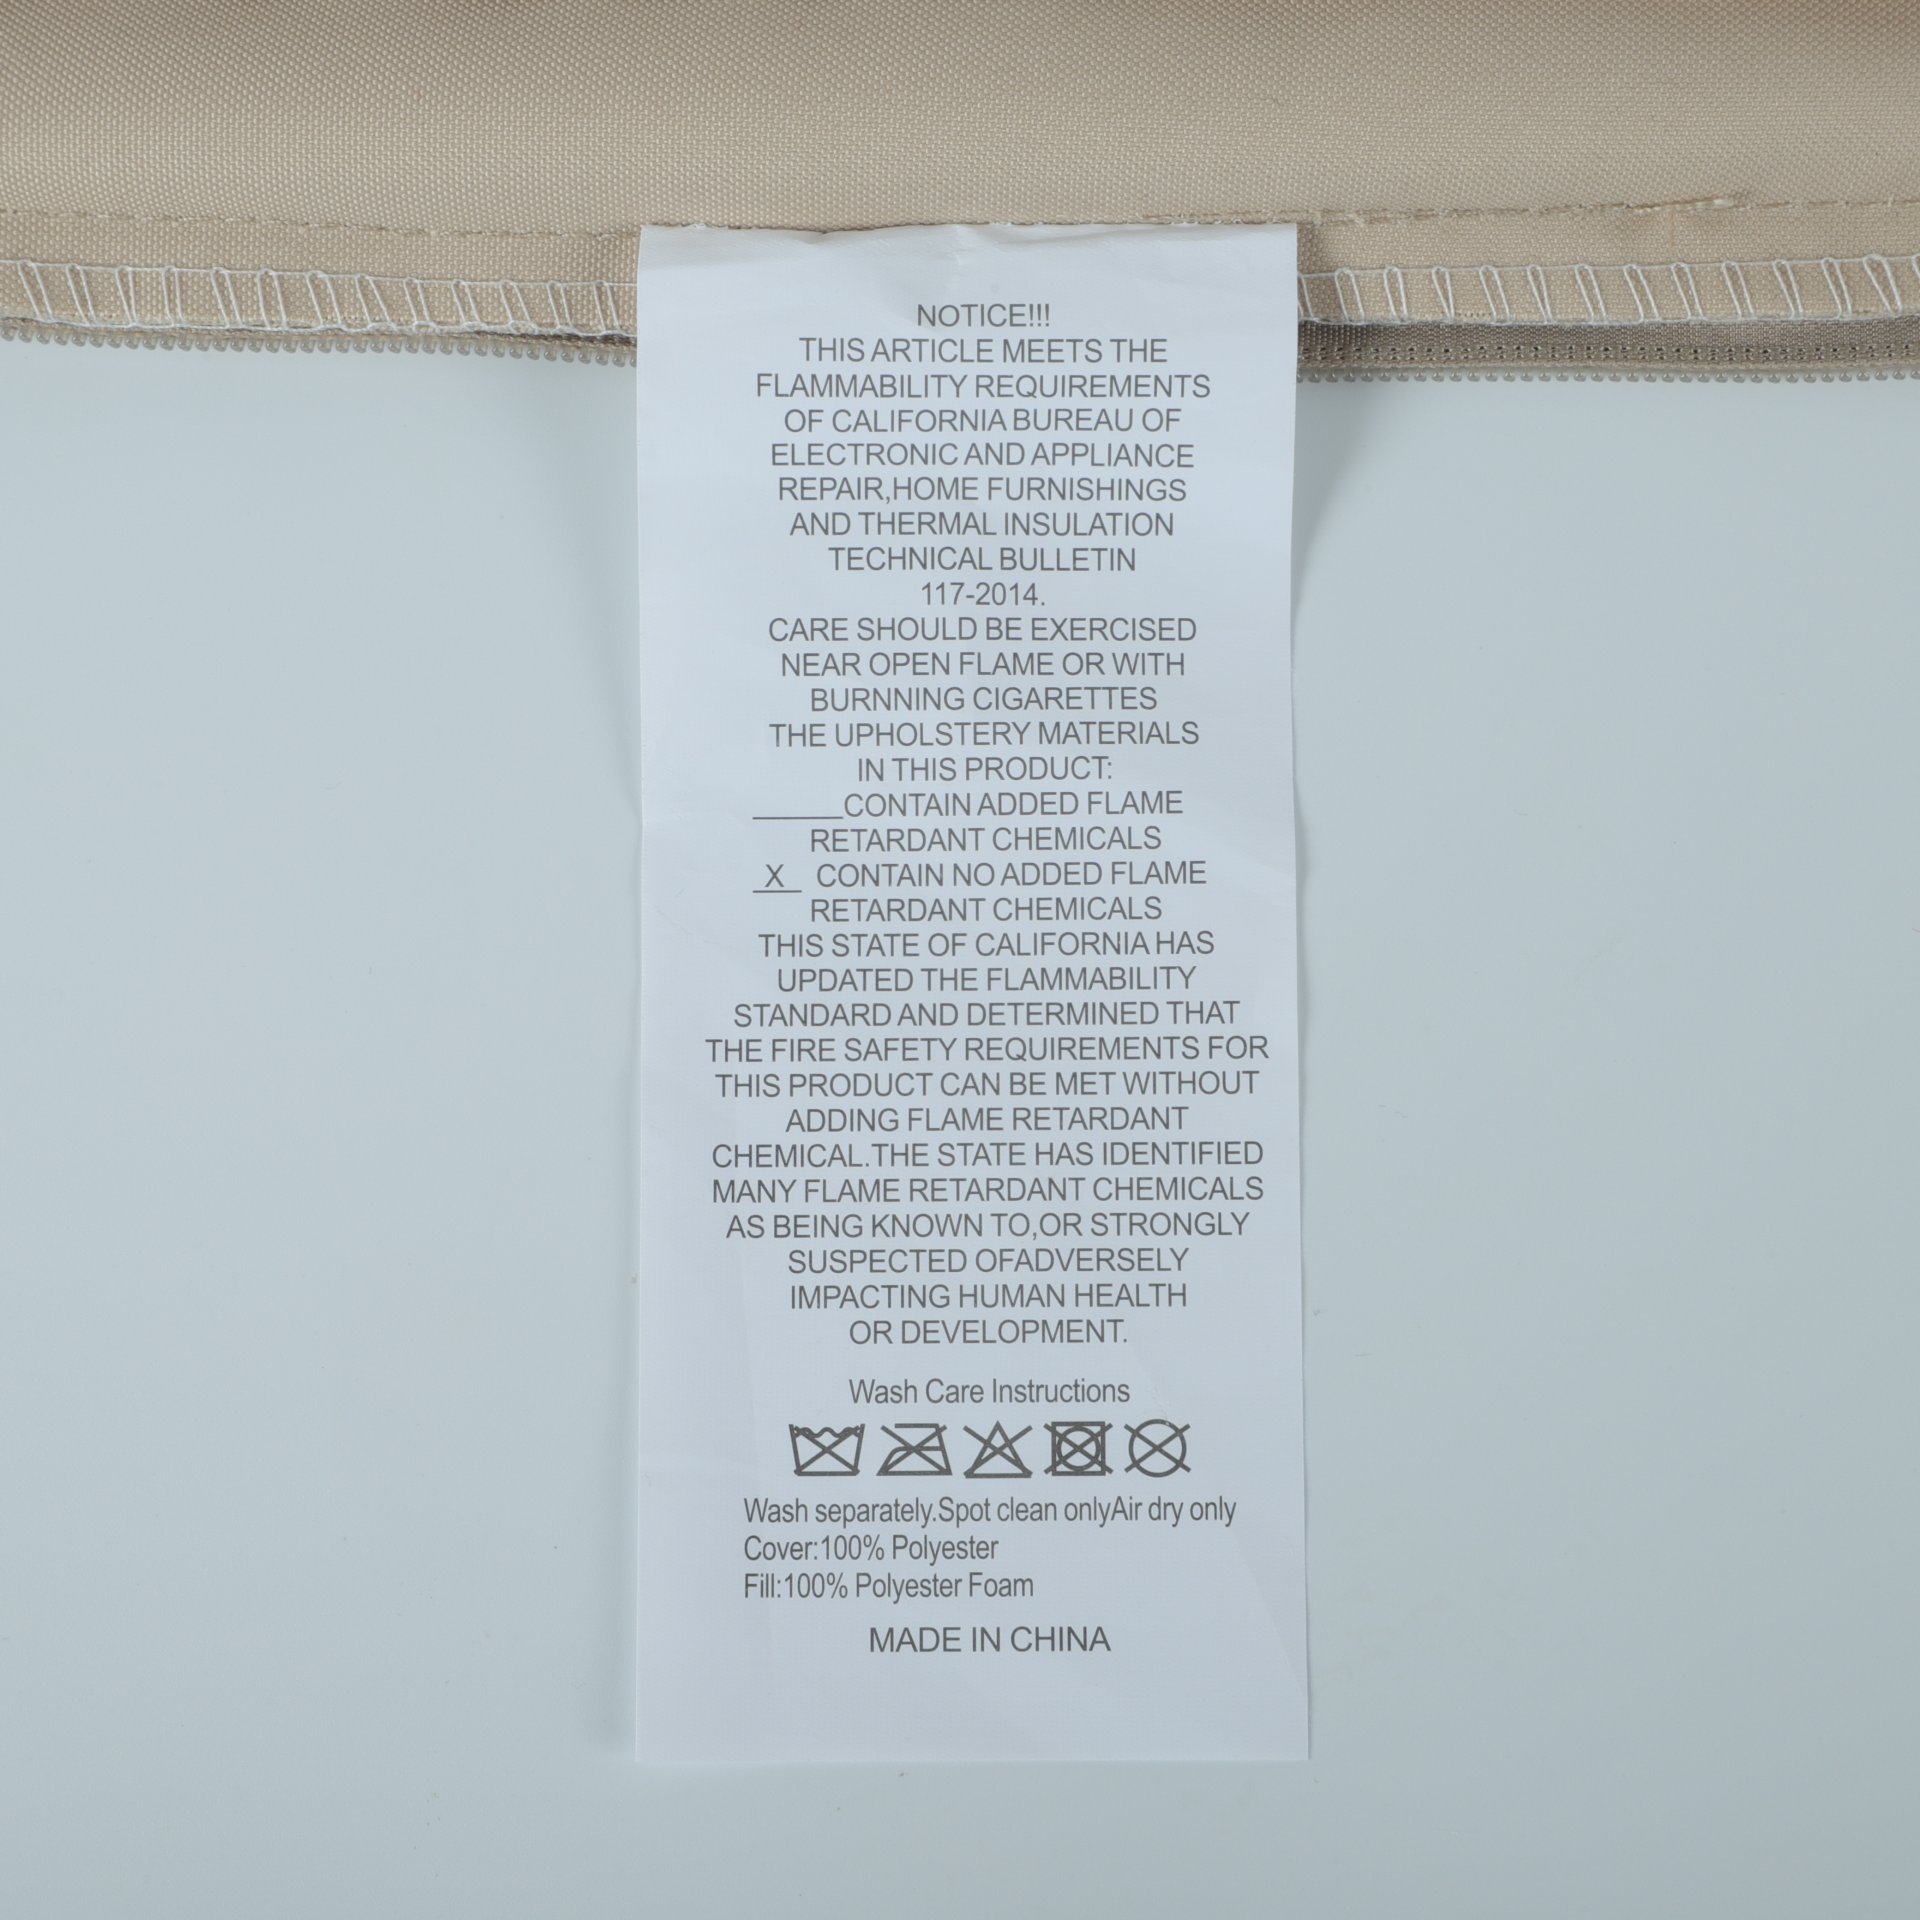 NOTICE!!!
THIS ARTICLE MEETS THE
FLAMMABILITY REQUIREMENTS
OF CALIFORNIA BUREAU OF
ELECTRONIC AND APPLIANCE
REPAIR,HOME FURNISHINGS
AND THERMAL INSULATION
TECHNICAL BULLETIN
117-2014.
CARE SHOULD BE EXERCISED
NEAR OPEN FLAME OR WITH
BURNNING CIGARETTES
THE UPHOLSTERY MATERIALS
IN THIS PRODUCT:
______CONTAIN ADDED FLAME
RETARDANT CHEMICALS
_X_ CONTAIN NO ADDED FLAME
RETARDANT CHEMICALS
THIS STATE OF CALIFORNIA HAS
UPDATED THE FLAMMABILITY
STANDARD AND DETERMINED THAT
THE FIRE SAFETY REQUIREMENTS FOR
THIS PRODUCT CAN BE MET WITHOUT
ADDING FLAME RETARDANT
CHEMICAL.THE STATE HAS IDENTIFIED
MANY FLAME RETARDANT CHEMICALS
AS BEING KNOWN TO,OR STRONGLY
SUSPECTED OFADVERSELY
IMPACTING HUMAN HEALTH
OR DEVELOPMENT.
Wash Care Instructions
Wash separately.Spot clean onlyAir dry only
Cover:100% Polyester
Fill:100% Polyester Foam
MADE IN CHINA